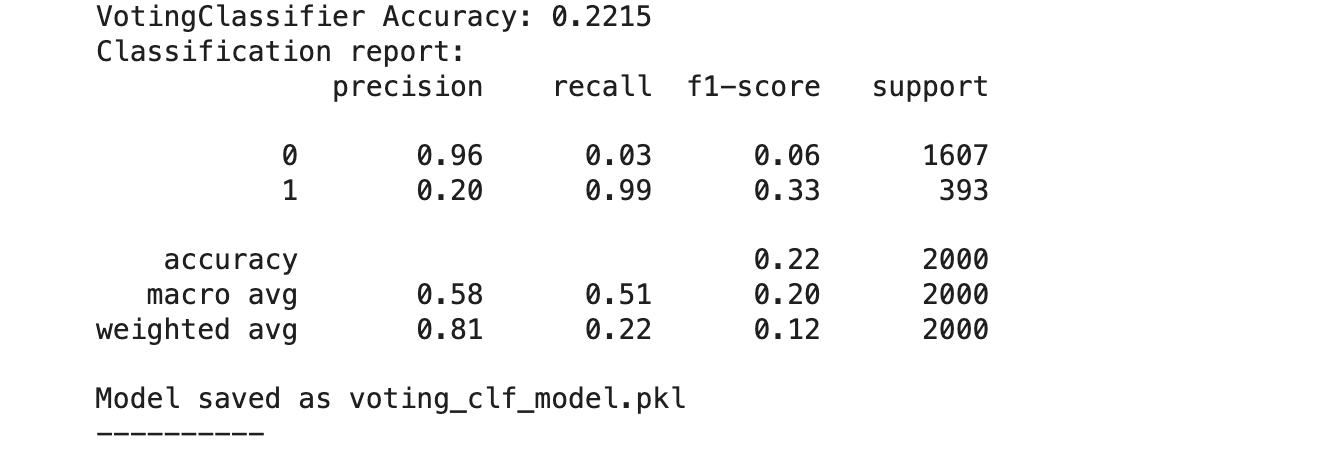 VotingClassifier Accuracy: 0.2215
Classification report:
precision recall f1-score support
0 0.96 0.03 0.06 1607
1 0.20 0.99 0.33 393
accuracy 0.22 2000
macro avg 0.58 0.51 0.20 2000
weighted avg 0.81 0.22 0.12 2000
Model saved as voting_clf_model.pkl
----------